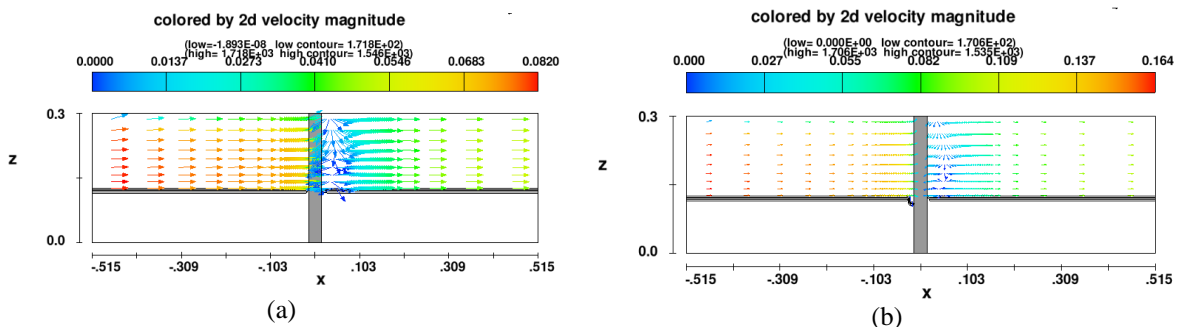 colored by 2d velocity magnitude
(low=-1.893E-08 low contour= 1.718E+02)
(high= 1.718E+03 high contour= 1.546E+03)
0.0000 0.0137 0.0273 0.0410 0.0546 0.0683 0.0820
0.3
z
0.0
-.515 -.309 -.103 .103 .309 .515
x
(a)
colored by 2d velocity magnitude
(low= 0.000E+00 low contour= 1.706E+02)
(high= 1.706E+03 high contour= 1.535E+03)
0.000 0.027 0.055 0.082 0.109 0.137 0.164
0.3
z
0.0
-.515 -.309 -.103 .103 .309 .515
x
(b)